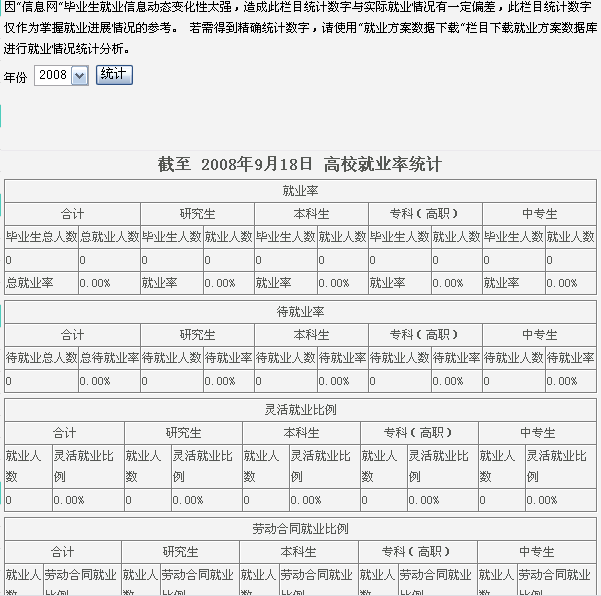 因"信息网"毕业生就业信息动态变化性太强，造成此栏目统计数字与实际就业情况有一定偏差，此栏目统计数字
仅作为掌握就业进展情况的参考。 若需得到精确统计数字，请使用"就业方案数据下载"栏目下载就业方案数据库
进行就业情况统计分析。
年份 2008 统计
截至 2008年9月18日 高校就业率统计
就业率
合计 研究生 本科生 专科（高职） 中专生
毕业生总人数 总就业人数 毕业生人数 就业人数 毕业生人数 就业人数 毕业生人数 就业人数 毕业生人数 就业人数
0 0 0 0 0 0 0 0 0 0
总就业率 0.00% 就业率 0.00% 就业率 0.00% 就业率 0.00% 就业率 0.00%
待就业率
合计 研究生 本科生 专科（高职） 中专生
待就业总人数 总待就业率 待就业人数 待就业率 待就业人数 待就业率 待就业人数 待就业率 待就业人数 待就业率
0 0.00% 0 0.00% 0 0.00% 0 0.00% 0 0.00%
灵活就业比例
合计 研究生 本科生 专科（高职） 中专生
就业人 灵活就业比 就业人 灵活就业比 就业人 灵活就业比 就业人 灵活就业比 就业人 灵活就业比
数 例 数 例 数 例 数 例 数 例
0 0.00% 0 0.00% 0 0.00% 0 0.00% 0 0.00%
劳动合同就业比例
合计 研究生 本科生 专科（高职） 中专生
就业人 劳动合同就业 就业人 劳动合同就业 就业人 劳动合同就业 就业人 劳动合同就业 就业人 劳动合同就业
数 比例 数 比例 数 比例 数 比例 数 比例